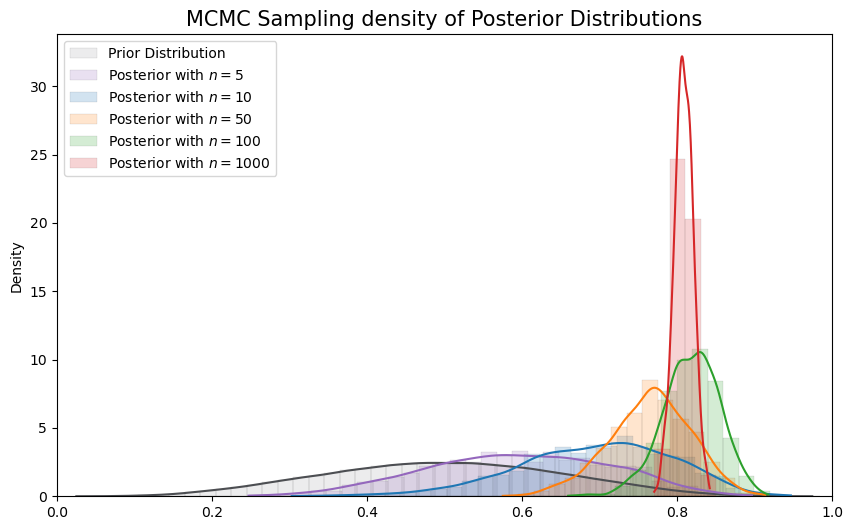 MCMC Sampling density of Posterior Distributions
Prior Distribution
Posterior with n = 5
Posterior with n = 10
Posterior with n = 50
Posterior with n = 100
Posterior with n = 1000
Density
30
25
20
15
10
5
0
0.0 0.2 0.4 0.6 0.8 1.0